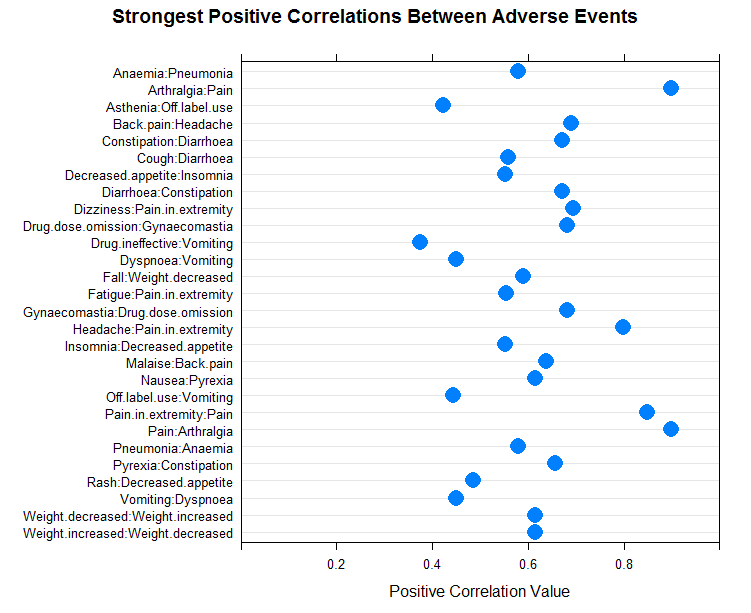 Strongest Positive Correlations Between Adverse Events
Anaemia:Pneumonia
Arthralgia:Pain
Asthenia:Off.label.use
Back.pain:Headache
Constipation:Diarrhoea
Cough:Diarrhoea
Decreased.appetite:Insomnia
Diarrhoea:Constipation
Dizziness:Pain.in.extremity
Drug.dose.omission:Gynaecomastia
Drug.ineffective:Vomiting
Dyspnoea:Vomiting
Fall:Weight.decreased
Fatigue:Pain.in.extremity
Gynaecomastia:Drug.dose.omission
Headache:Pain.in.extremity
Insomnia:Decreased.appetite
Malaise:Back.pain
Nausea:Pyrexia
Off.label.use:Vomiting
Pain.in.extremity:Pain
Pain:Arthralgia
Pneumonia:Anaemia
Pyrexia:Constipation
Rash:Decreased.appetite
Vomiting:Dyspnoea
Weight.decreased:Weight.increased
Weight.increased:Weight.decreased
0.2 0.4 0.6 0.8
Positive Correlation Value